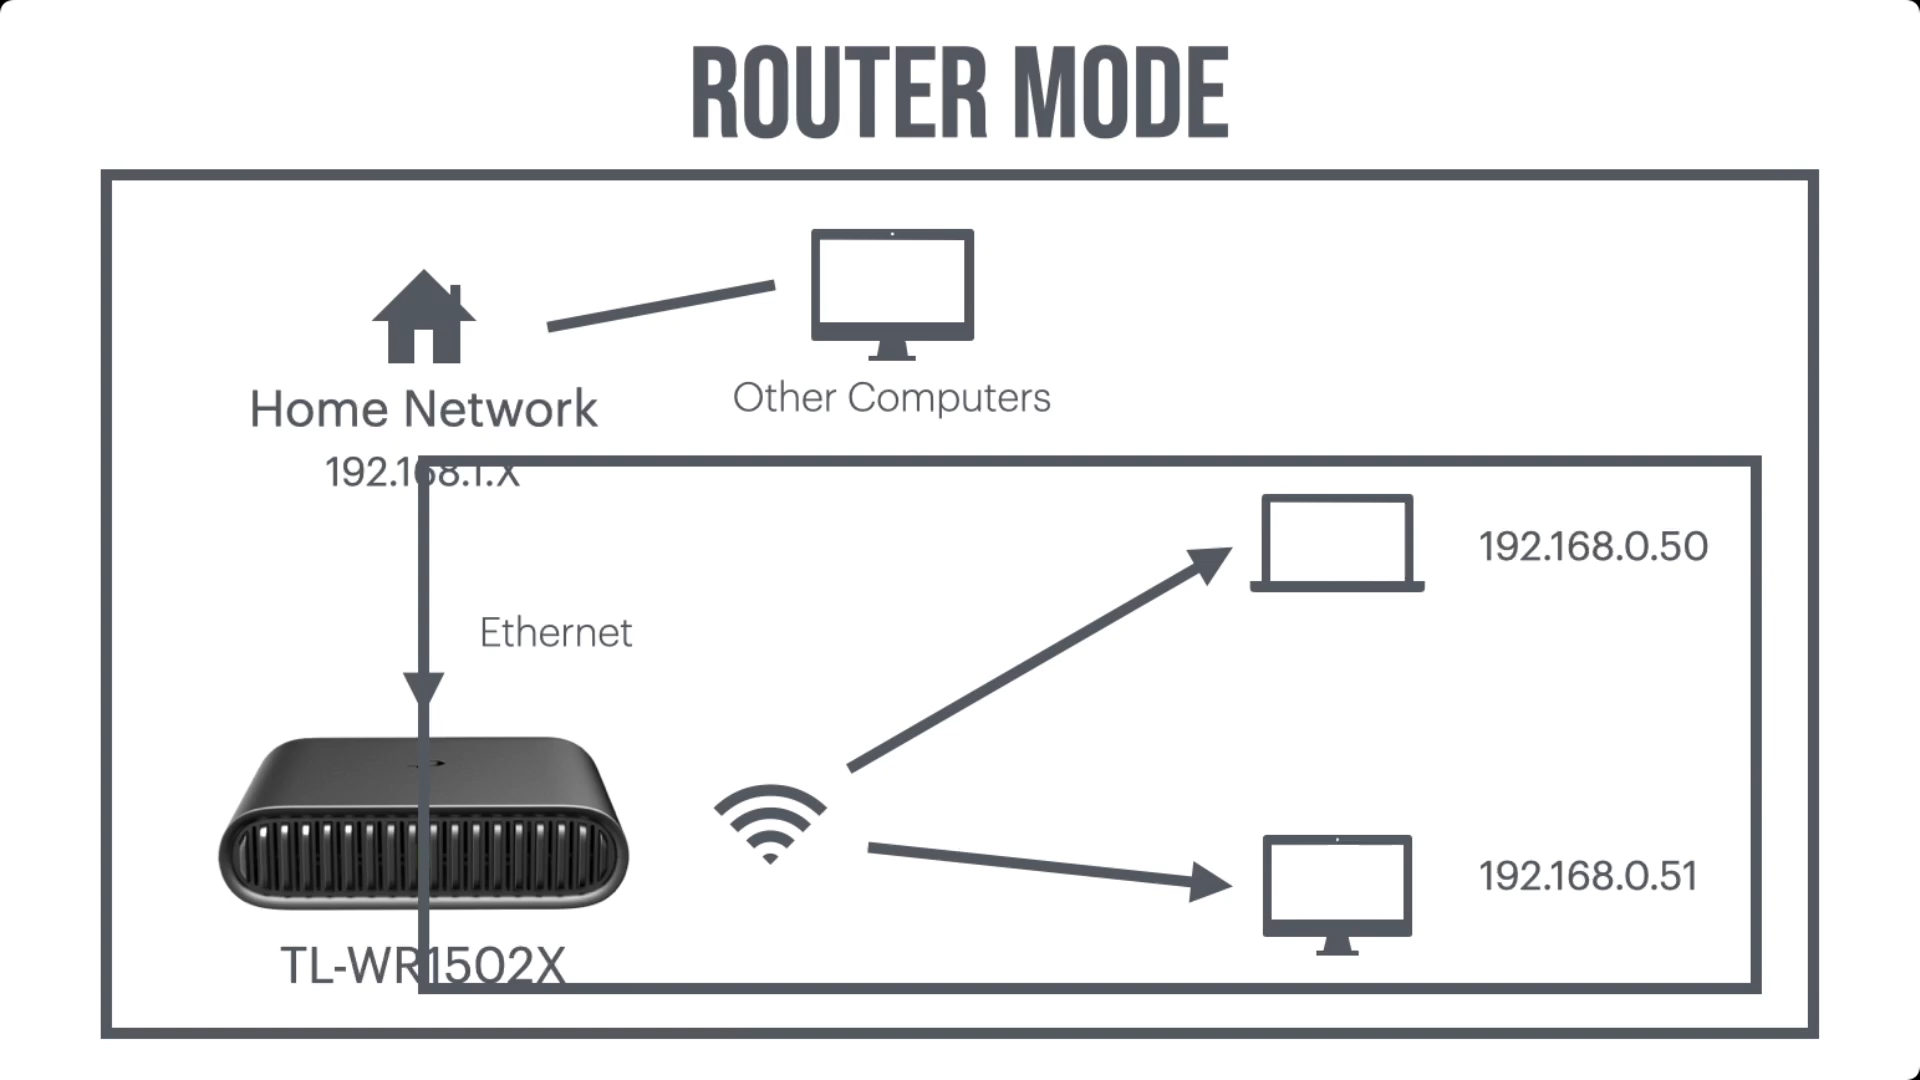 ROUTER MODE
Home Network
192.168.1.X
Other Computers
Ethernet
192.168.0.50
192.168.0.51
TL-WR1502X